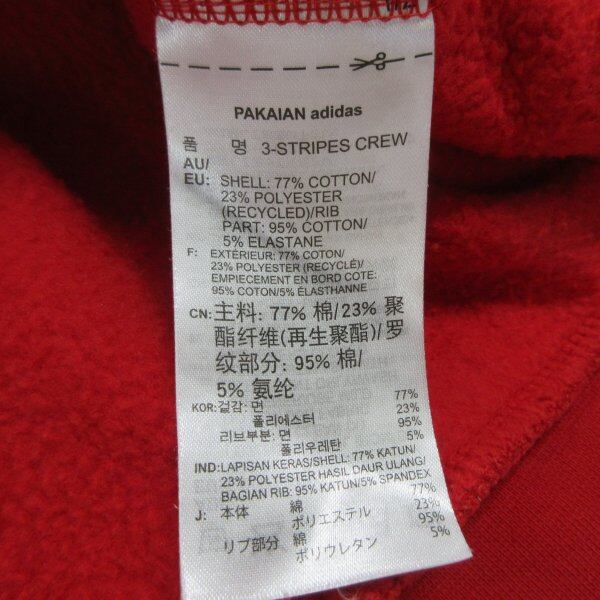 PAKAIAN adidas
품 명 3-STRIPES CREW
AU/
EU: SHELL: 77% COTTON/
23% POLYESTER
(RECYCLED)/RIB
PART: 95% COTTON/
5% ELASTANE
F: EXTÉRIEUR: 77% COTON/
23% POLYESTER (RECYCLÉ)/
EMPIECEMENT EN BORD COTE:
95% COTON/5% ÉLASTHANNE
CN: 主料: 77% 棉/23% 聚
酯纤维(再生聚酯)/罗
纹部分: 95% 棉/
5% 氨纶
KOR: 겉감: 면 77%
폴리에스터 23%
리브부분: 면 95%
폴리우레탄 5%
IND: LAPISAN KERAS/SHELL: 77% KATUN/
23% POLYESTER HASIL DAUR ULANG/
BAGIAN RIB: 95% KATUN/5% SPANDEX
J: 本体 綿 77%
ポリエステル 23%
リブ部分 綿 95%
ポリウレタン 5%